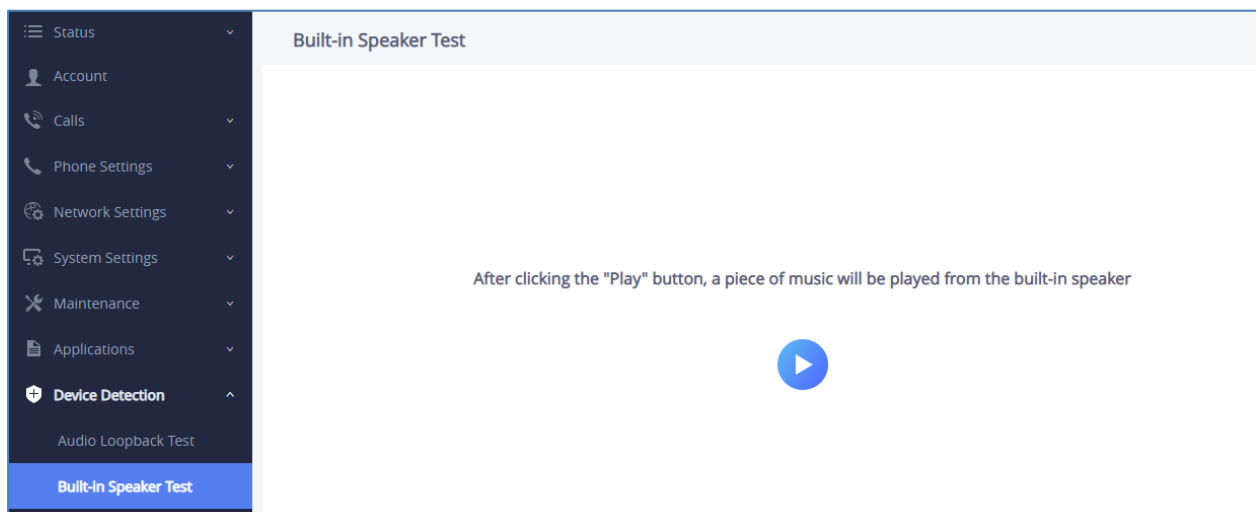 Status
Account
Calls
Phone Settings
Network Settings
System Settings
Maintenance
Applications
Device Detection
Audio Loopback Test
Built-in Speaker Test
Built-in Speaker Test
After clicking the "Play" button, a piece of music will be played from the built-in speaker